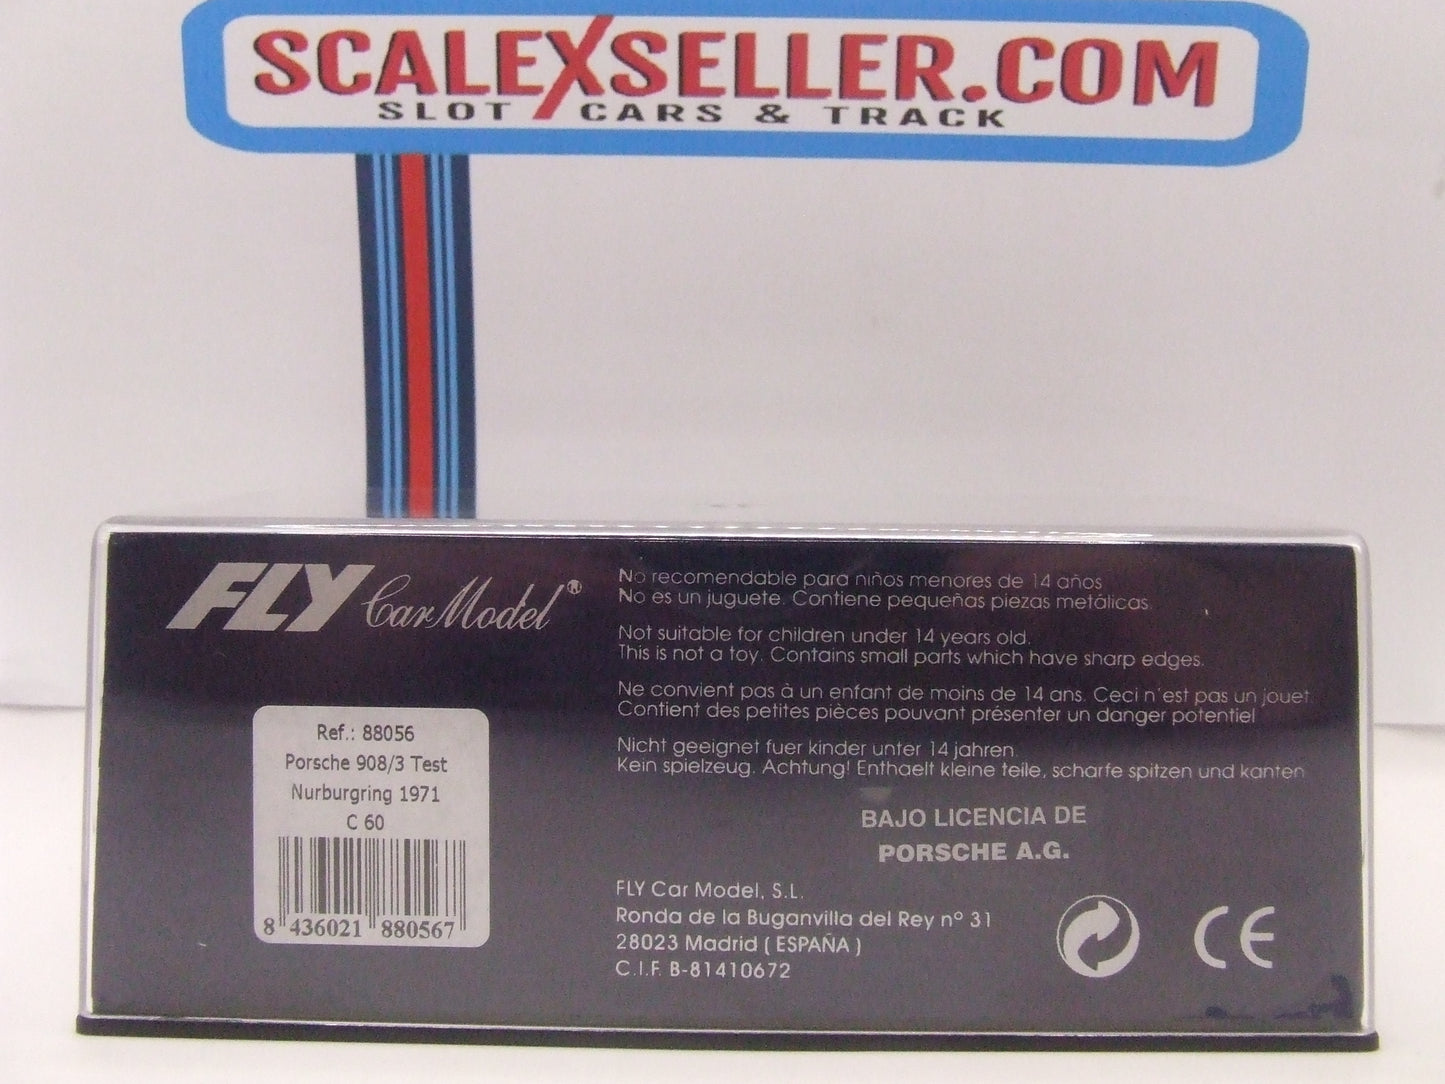 SCALEXSELLER.COM
SLOT CARS & TRACK
FLY Car Model ®
Ref.: 88056
Porsche 908/3 Test
Nurburgring 1971
C 60
8 436021 880567
No recomendable para niños menores de 14 años
No es un juguete. Contiene pequeñas piezas metálicas.
Not suitable for children under 14 years old.
This is not a toy. Contains small parts which have sharp edges.
Ne convient pas à un enfant de moins de 14 ans. Ceci n'est pas un jouet
Contient des petites pièces pouvant présenter un danger potentiel
Nicht geeignet fuer kinder unter 14 jahren.
Kein spielzeug. Achtung! Enthaelt kleine teile, scharfe spitzen und kanten
BAJO LICENCIA DE
PORSCHE A.G.
FLY Car Model, S.L.
Ronda de la Buganvilla del Rey nº 31
28023 Madrid ( ESPAÑA )
C.I.F. B-81410672
CE